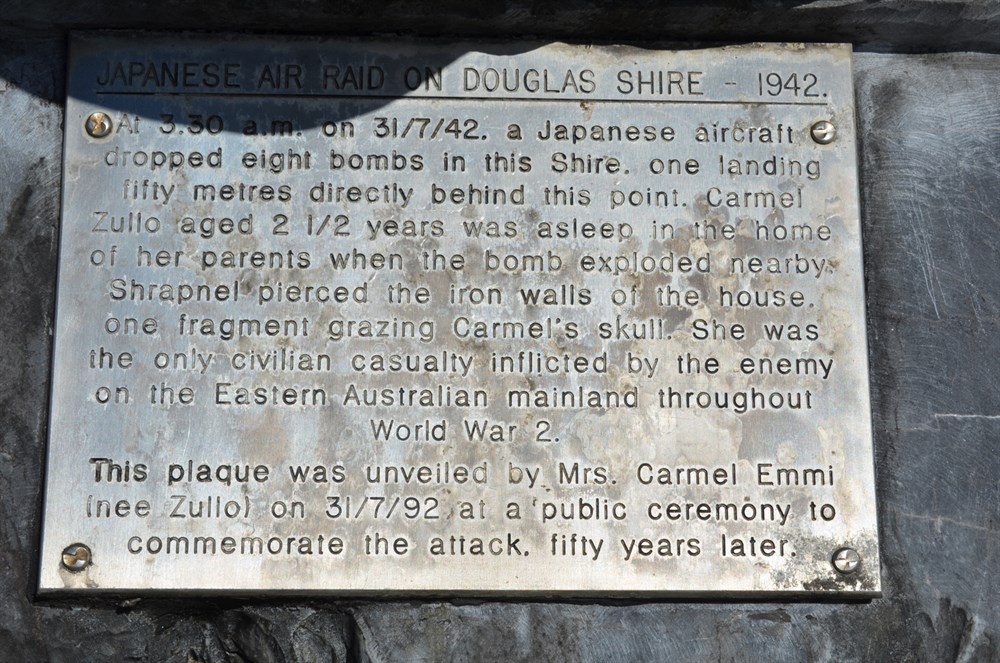 JAPANESE AIR RAID ON DOUGLAS SHIRE - 1942.
At 3.30 a.m. on 31/7/42, a Japanese aircraft
dropped eight bombs in this Shire, one landing
fifty metres directly behind this point. Carmel
Zullo aged 2 1/2 years was asleep in the home
of her parents when the bomb exploded nearby.
Shrapnel pierced the iron walls of the house,
one fragment grazing Carmel's skull. She was
the only civilian casualty inflicted by the enemy
on the Eastern Australian mainland throughout
World War 2.
This plaque was unveiled by Mrs. Carmel Emmi
(nee Zullo) on 31/7/92 at a public ceremony to
commemorate the attack, fifty years later.